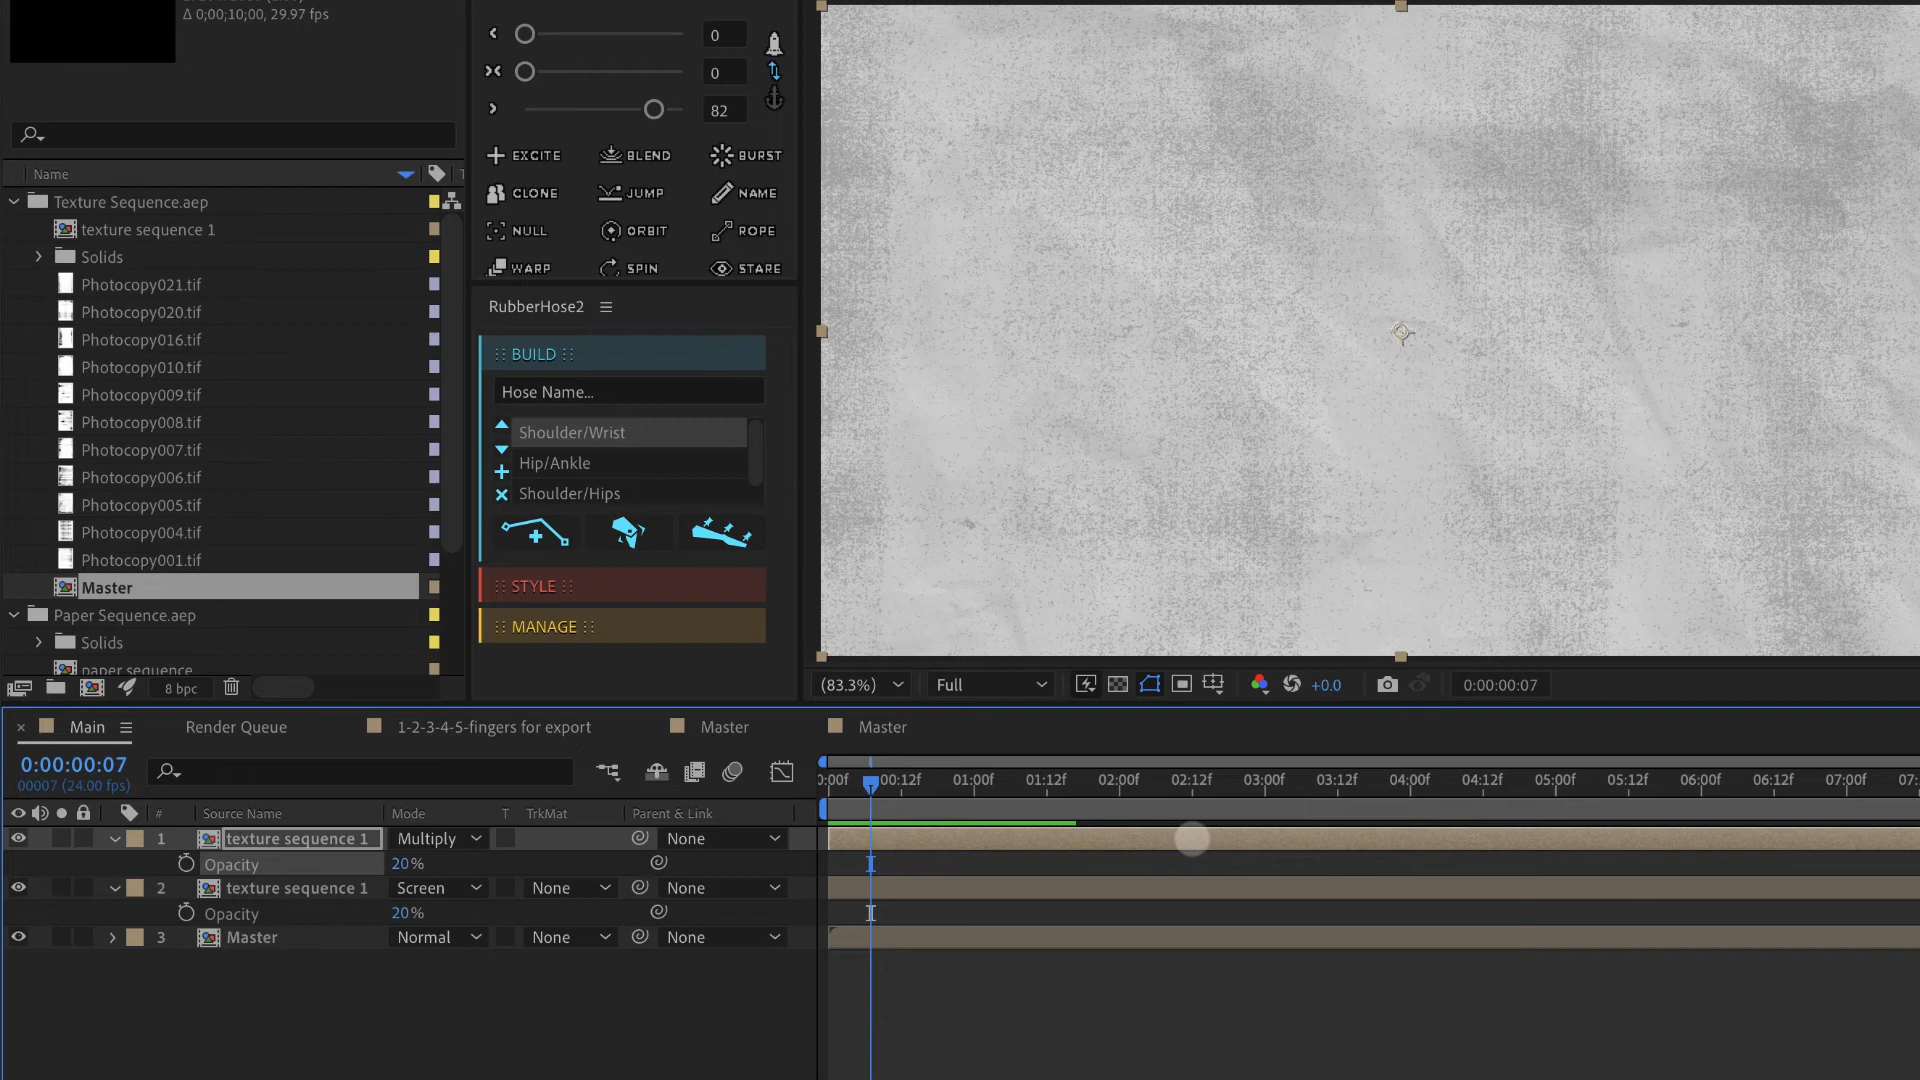 Δ 0;00;10;00, 29.97 fps
0
0
82
EXCITE BLEND BURST
CLONE JUMP NAME
NULL ORBIT ROPE
WARP SPIN STARE
Name
Texture Sequence.aep
texture sequence 1
Solids
Photocopy021.tif
Photocopy020.tif
Photocopy016.tif
Photocopy010.tif
Photocopy009.tif
Photocopy008.tif
Photocopy007.tif
Photocopy006.tif
Photocopy005.tif
Photocopy004.tif
Photocopy001.tif
Master
Paper Sequence.aep
Solids
paper sequence
8 bpc
RubberHose2
:: BUILD ::
Hose Name...
Shoulder/Wrist
Hip/Ankle
Shoulder/Hips
:: STYLE ::
:: MANAGE ::
(83.3%) Full +0.0 0:00:00:07
Main Render Queue 1-2-3-4-5-fingers for export Master Master
0:00:00:07
00007 (24.00 fps)
0:00f 00:12f 01:00f 01:12f 02:00f 02:12f 03:00f 03:12f 04:00f 04:12f 05:00f 05:12f 06:00f 06:12f 07:00f 07:
# Source Name Mode T TrkMat Parent & Link
1 texture sequence 1 Multiply None
Opacity 20%
2 texture sequence 1 Screen None None
Opacity 20%
3 Master Normal None None